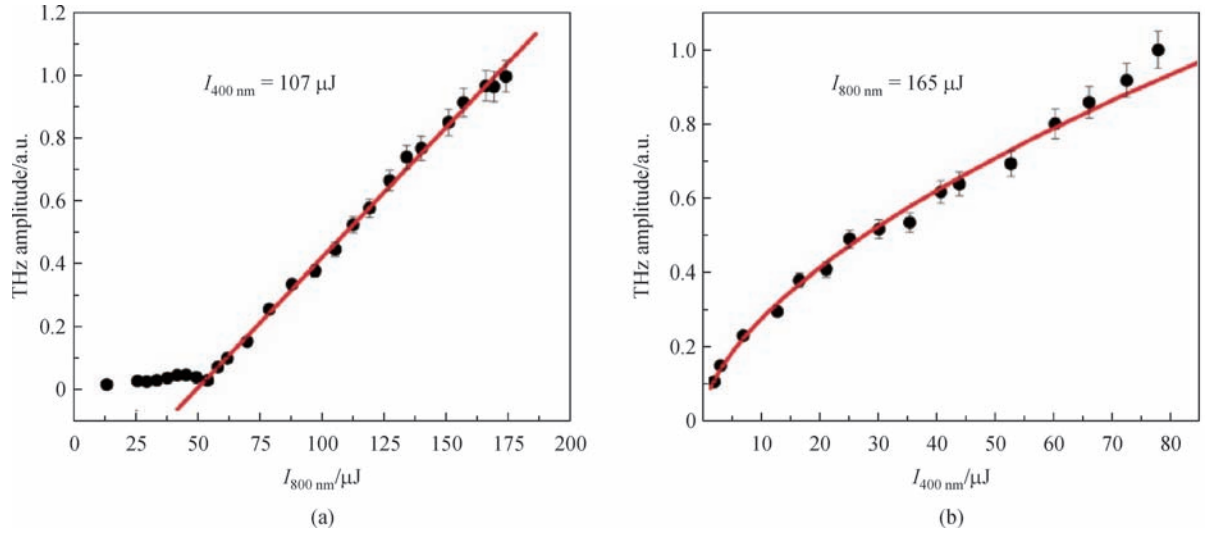 1.2
1.0
0.8
0.6
0.4
0.2
0
THz amplitude/a.u.
I400 nm = 107 μJ
0 25 50 75 100 125 150 175 200
I800 nm/μJ
(a)
1.0
0.8
0.6
0.4
0.2
0
THz amplitude/a.u.
I800 nm = 165 μJ
10 20 30 40 50 60 70 80
I400 nm/μJ
(b)